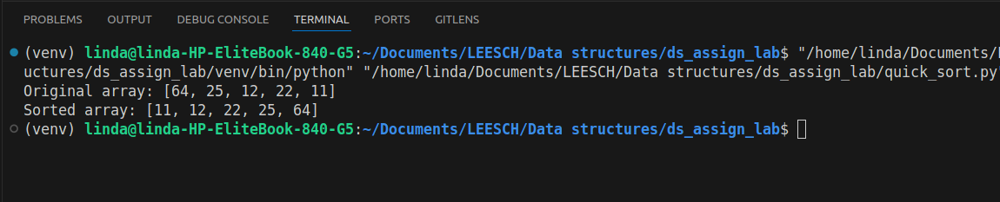 PROBLEMS OUTPUT DEBUG CONSOLE TERMINAL PORTS GITLENS
(venv) linda@linda-HP-EliteBook-840-G5:~/Documents/LEESCH/Data structures/ds_assign_lab$ "/home/linda/Documents/
uctures/ds_assign_lab/venv/bin/python" "/home/linda/Documents/LEESCH/Data structures/ds_assign_lab/quick_sort.py
Original array: [64, 25, 12, 22, 11]
Sorted array: [11, 12, 22, 25, 64]
(venv) linda@linda-HP-EliteBook-840-G5:~/Documents/LEESCH/Data structures/ds_assign_lab$